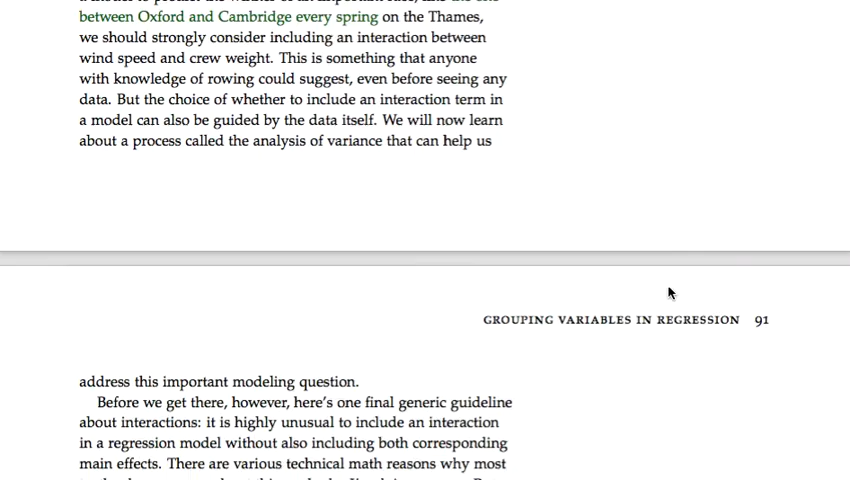 between Oxford and Cambridge every spring on the Thames,
we should strongly consider including an interaction between
wind speed and crew weight. This is something that anyone
with knowledge of rowing could suggest, even before seeing any
data. But the choice of whether to include an interaction term in
a model can also be guided by the data itself. We will now learn
about a process called the analysis of variance that can help us
GROUPING VARIABLES IN REGRESSION 91
address this important modeling question.
Before we get there, however, here's one final generic guideline
about interactions: it is highly unusual to include an interaction
in a regression model without also including both corresponding
main effects. There are various technical math reasons why most